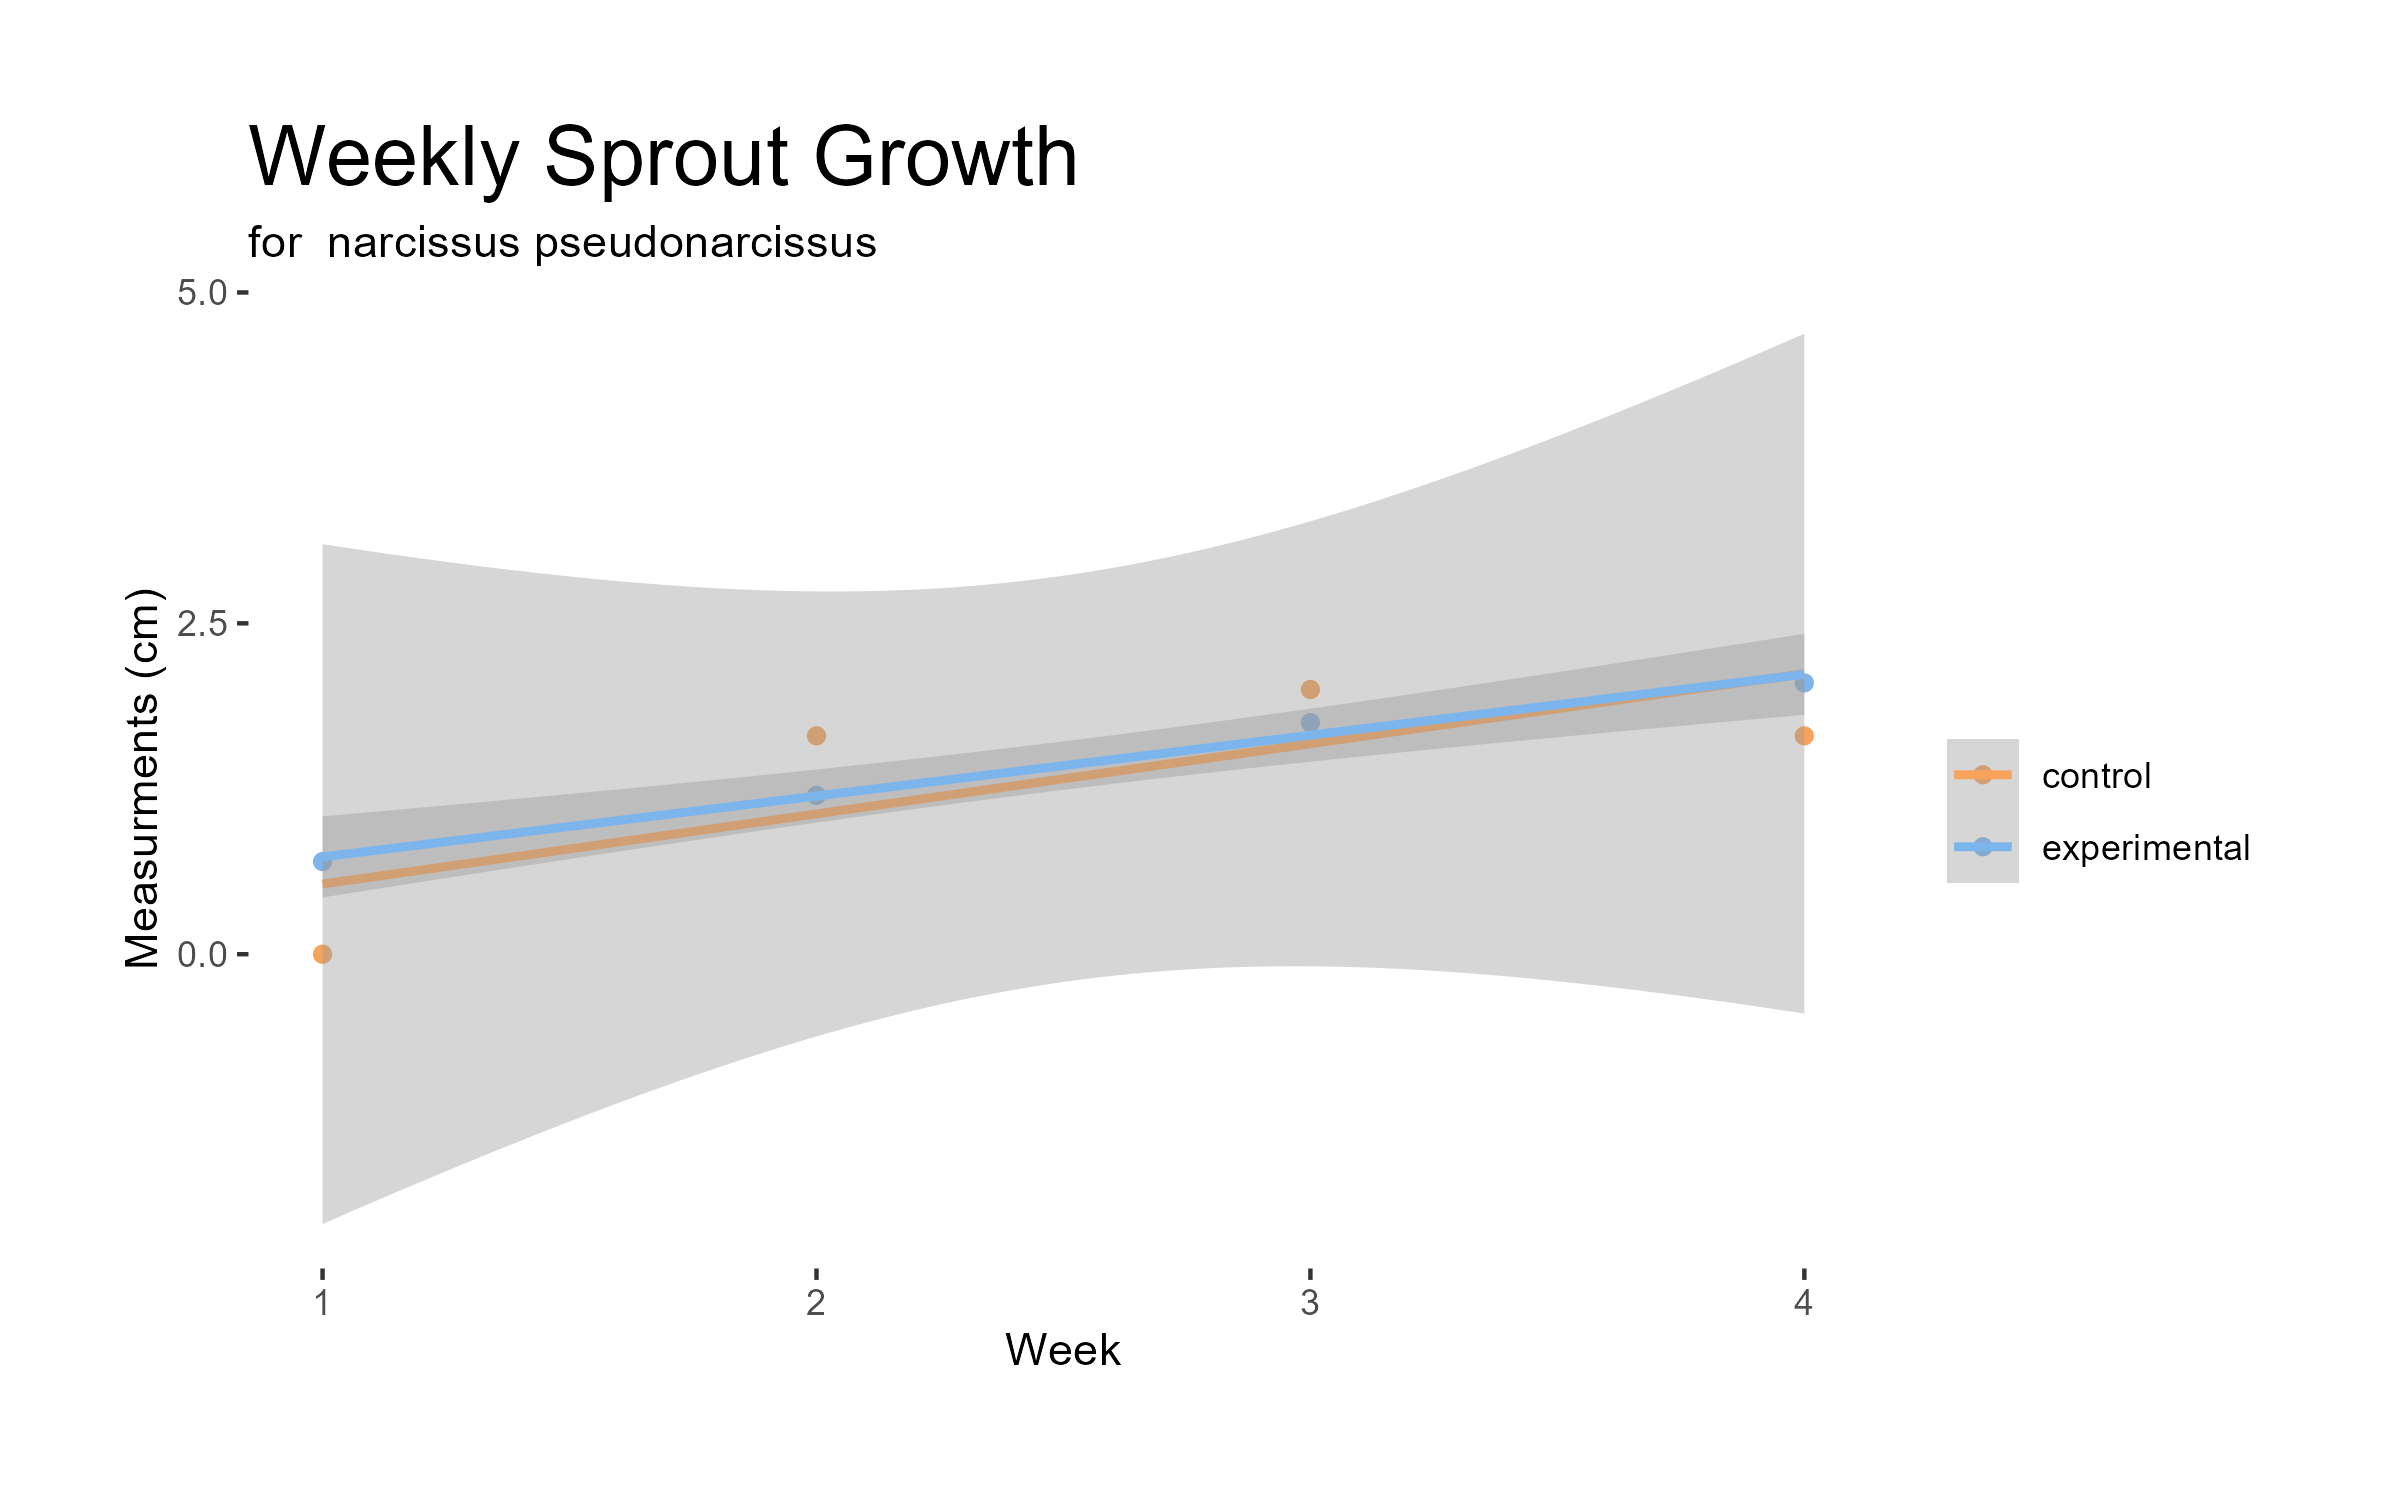 Weekly Sprout Growth
for  narcissus pseudonarcissus
5.0
2.5
0.0
Measurments (cm)
1 2 3 4
Week
control
experimental